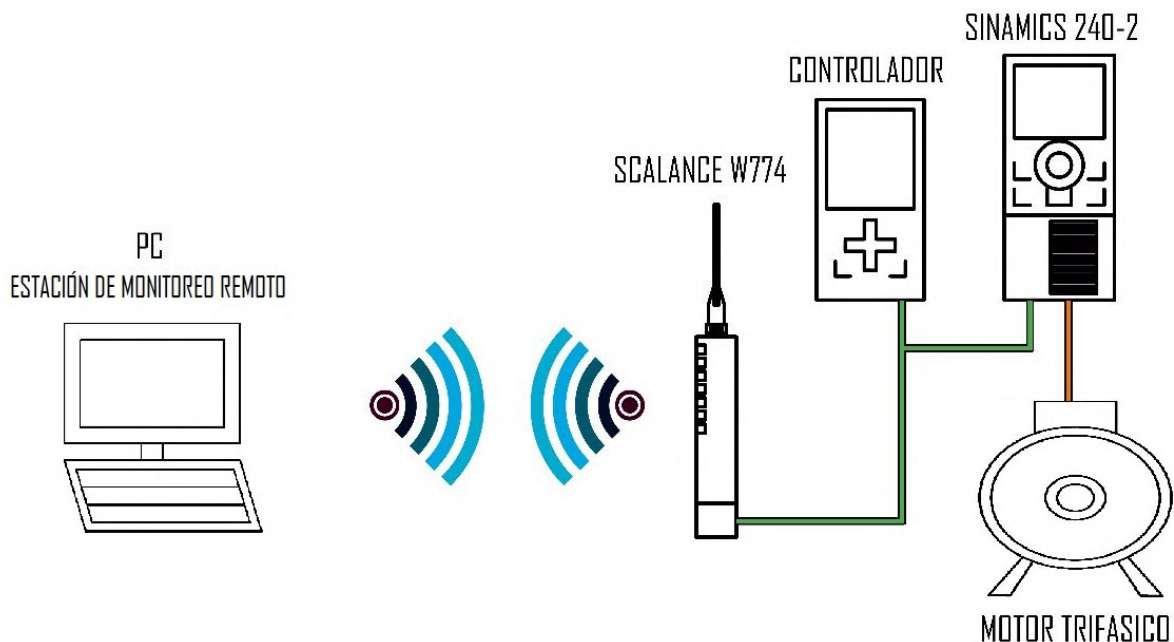 SINAMICS 240-2
CONTROLADOR
SCALANCE W774
PC
ESTACIÓN DE MONITOREO REMOTO
MOTOR TRIFASICO